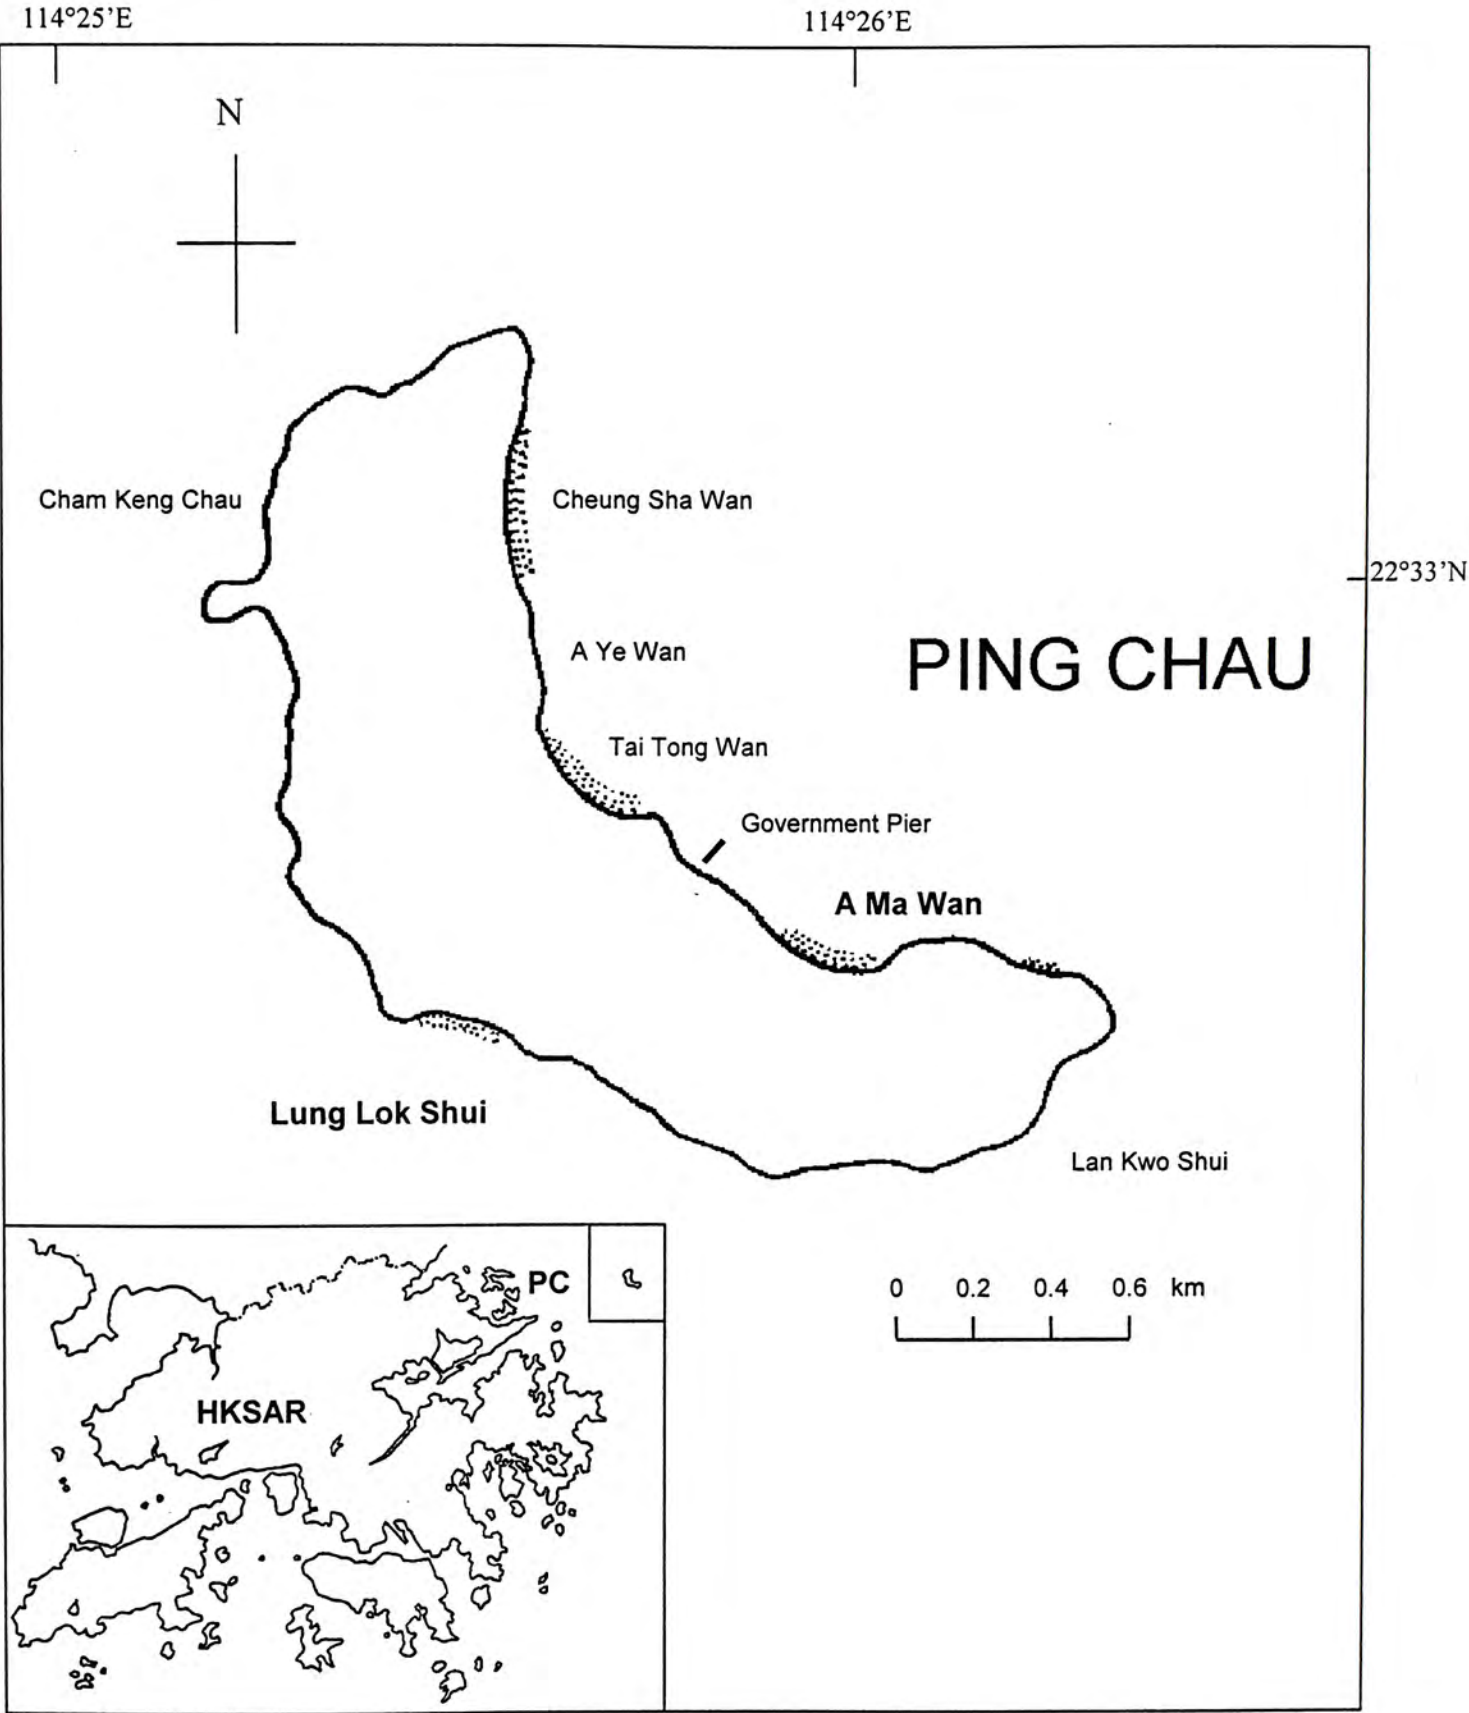 114°25'E
114°26'E
N
Cham Keng Chau
Cheung Sha Wan
22°33'N
A Ye Wan
PING CHAU
Tai Tong Wan
Government Pier
A Ma Wan
Lung Lok Shui
Lan Kwo Shui
PC
0 0.2 0.4 0.6 km
HKSAR